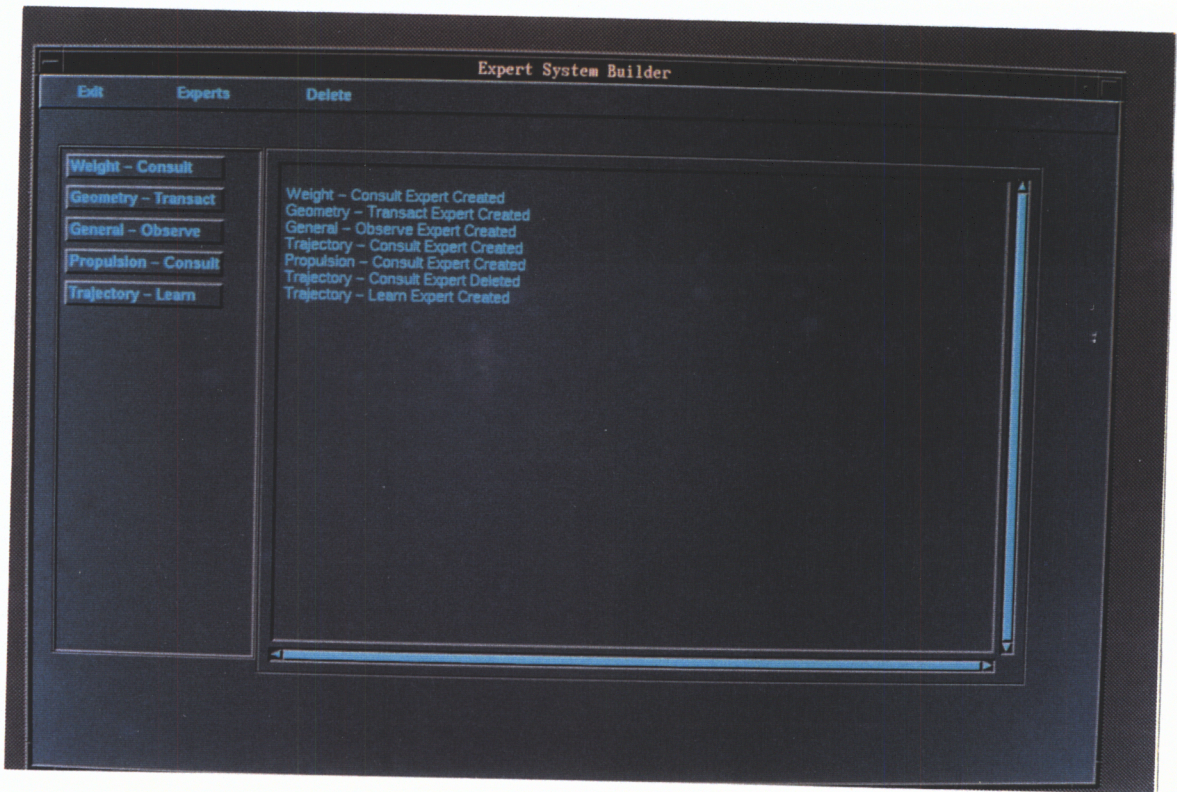 Expert System Builder
Exit Experts Delete
Weight – Consult
Geometry – Transact
General – Observe
Propulsion – Consult
Trajectory – Learn
Weight – Consult Expert Created
Geometry – Transact Expert Created
General – Observe Expert Created
Trajectory – Consult Expert Created
Propulsion – Consult Expert Created
Trajectory – Consult Expert Deleted
Trajectory – Learn Expert Created